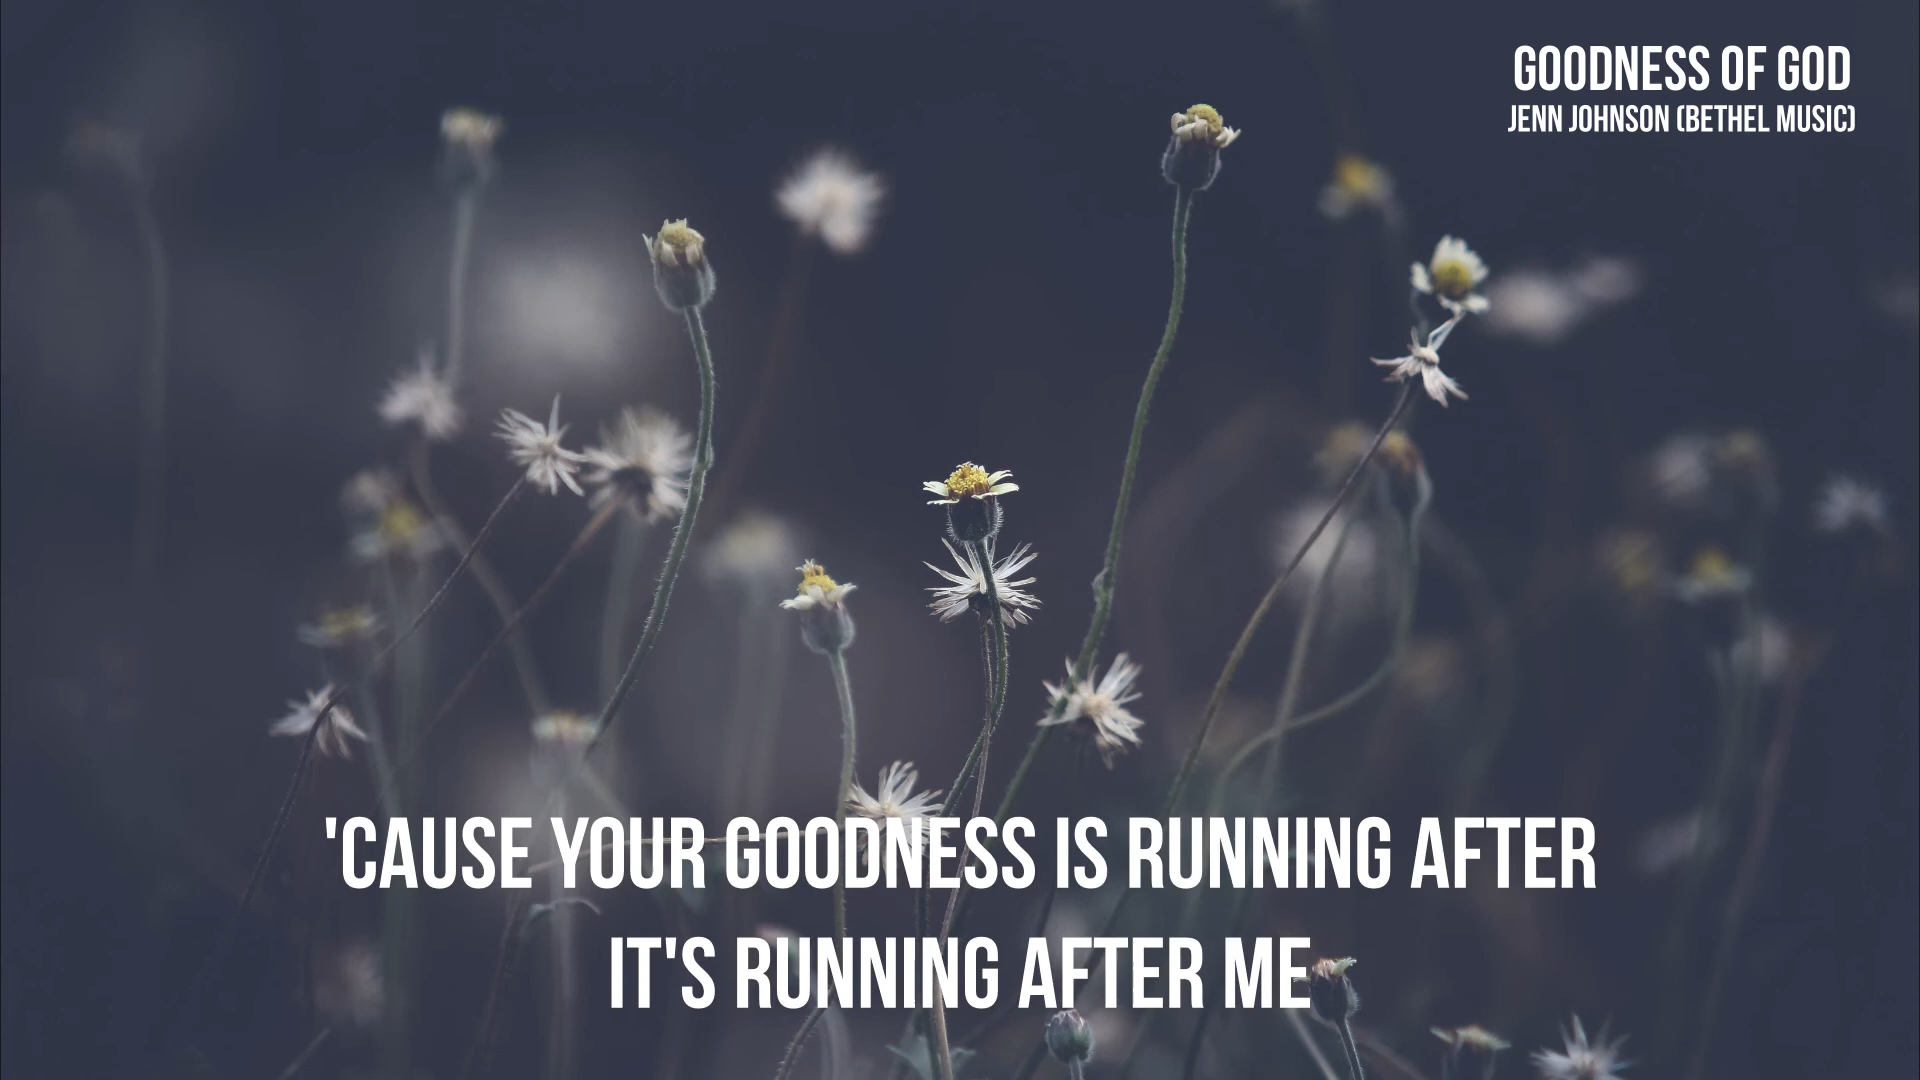 GOODNESS OF GOD
JENN JOHNSON (BETHEL MUSIC)
'CAUSE YOUR GOODNESS IS RUNNING AFTER
IT'S RUNNING AFTER ME